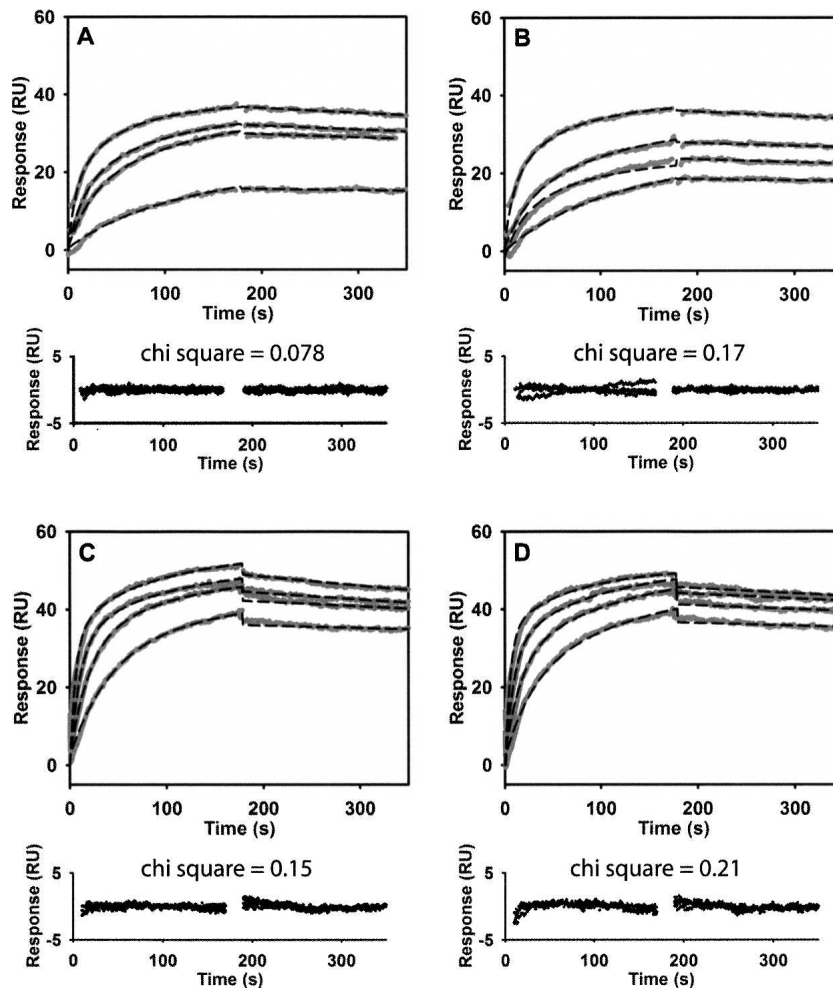 A
Response (RU)
60
40
20
0
0 100 200 300
Time (s)
chi square = 0.078
Response (RU)
5
-5
0 100 200 300
Time (s)
B
Response (RU)
60
40
20
0
0 100 200 300
Time (s)
chi square = 0.17
Response (RU)
5
-5
0 100 200 300
Time (s)
C
Response (RU)
60
40
20
0
0 100 200 300
Time (s)
chi square = 0.15
Response (RU)
5
-5
0 100 200 300
Time (s)
D
Response (RU)
60
40
20
0
0 100 200 300
Time (s)
chi square = 0.21
Response (RU)
5
-5
0 100 200 300
Time (s)